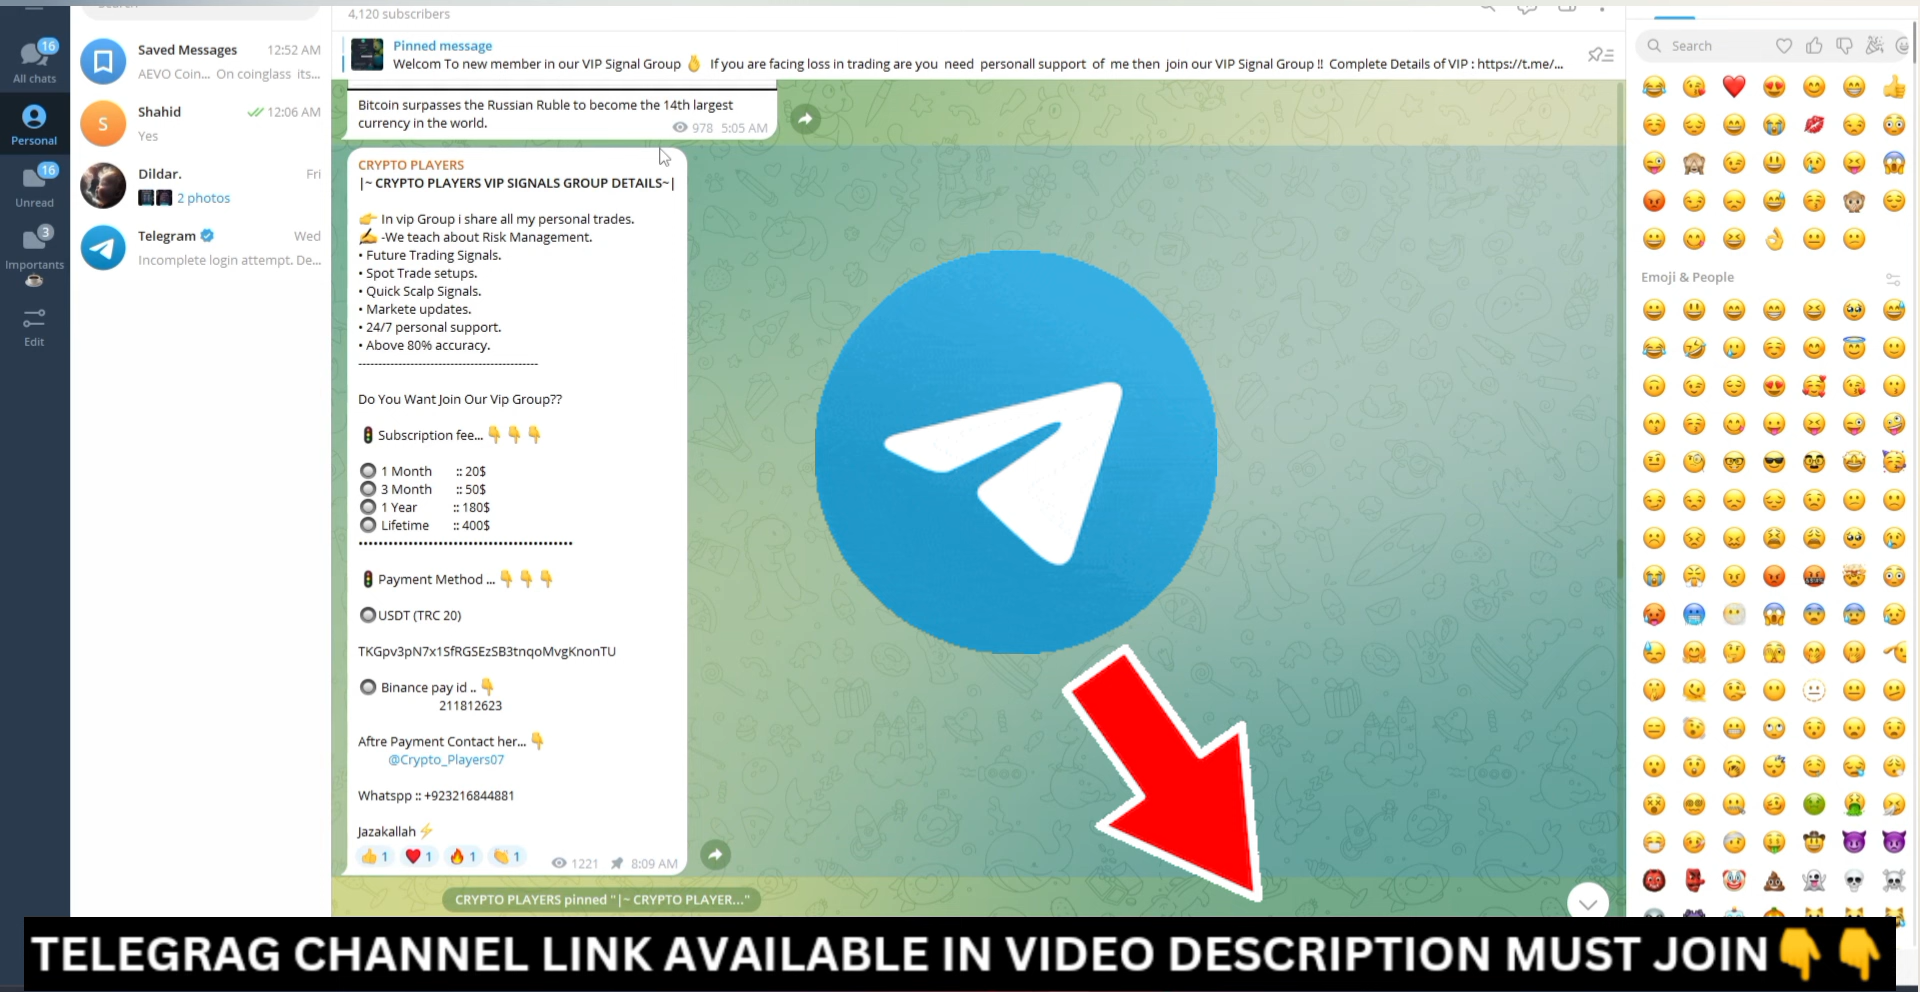 4,120 subscribers
16
All chats
Personal
16
Unread
3
Importants
Edit
Saved Messages 12:52 AM
AEVO Coin... On coinglass its...
S
Shahid 12:06 AM
Yes
Dildar. Fri
2 photos
Telegram Wed
Incomplete login attempt. De...
Pinned message
Welcom To new member in our VIP Signal Group 👌 If you are facing loss in trading are you need personall support of me then join our VIP Signal Group !! Complete Details of VIP : https://t.me/...
Bitcoin surpasses the Russian Ruble to become the 14th largest
currency in the world.
978 5:05 AM
CRYPTO PLAYERS
|~ CRYPTO PLAYERS VIP SIGNALS GROUP DETAILS~|
👉 In vip Group i share all my personal trades.
✍️ -We teach about Risk Management.
• Future Trading Signals.
• Spot Trade setups.
• Quick Scalp Signals.
• Markete updates.
• 24/7 personal support.
• Above 80% accuracy.
---------------------------------------------
Do You Want Join Our Vip Group??
🚦 Subscription fee... 👇 👇 👇
🔘 1 Month :: 20$
🔘 3 Month :: 50$
🔘 1 Year :: 180$
🔘 Lifetime :: 400$
•••••••••••••••••••••••••••••••••••••••••••
🚦 Payment Method ... 👇 👇 👇
🔘 USDT (TRC 20)
TKGpv3pN7x1SfRGSEzSB3tnqoMvgKnonTU
🔘 Binance pay id .. 👇
211812623
Aftre Payment Contact her... 👇
@Crypto_Players07
Whatspp :: +923216844881
Jazakallah ⚡
👍 1 ❤️ 1 🔥 1 👏 1
1221 8:09 AM
CRYPTO PLAYERS pinned "|~ CRYPTO PLAYER..."
Search
Emoji & People
TELEGRAG CHANNEL LINK AVAILABLE IN VIDEO DESCRIPTION MUST JOIN👇👇